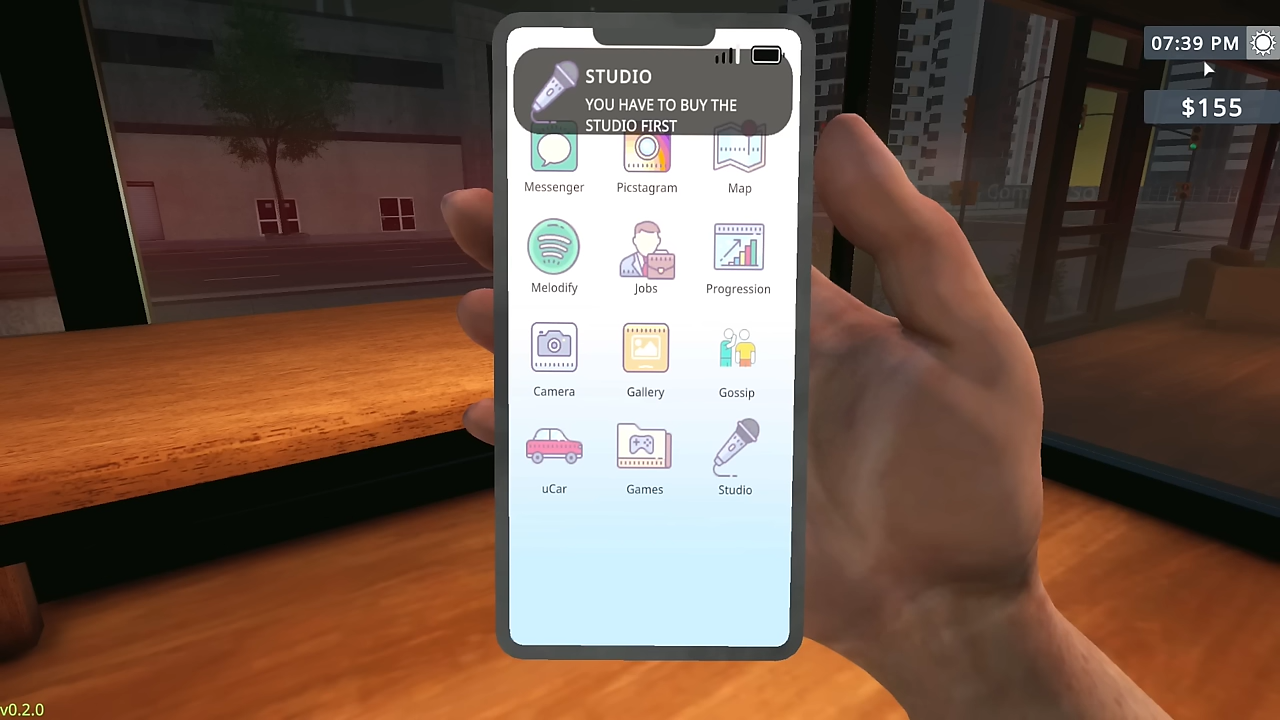 07:39 PM
$155
STUDIO
YOU HAVE TO BUY THE
STUDIO FIRST
Messenger
Picstagram
Map
Melodify
Jobs
Progression
Camera
Gallery
Gossip
uCar
Games
Studio
v0.2.0